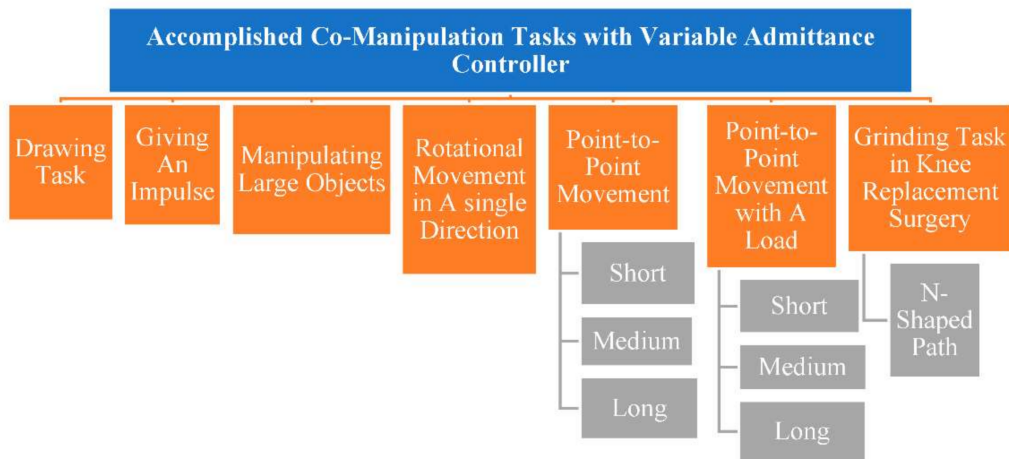 Accomplished Co-Manipulation Tasks with Variable Admittance
Controller
Drawing
Task
Giving
An
Impulse
Manipulating
Large Objects
Rotational
Movement
in A single
Direction
Point-to-
Point
Movement
Short
Medium
Long
Point-to-
Point
Movement
with A
Load
Short
Medium
Long
Grinding Task
in Knee
Replacement
Surgery
N-
Shaped
Path